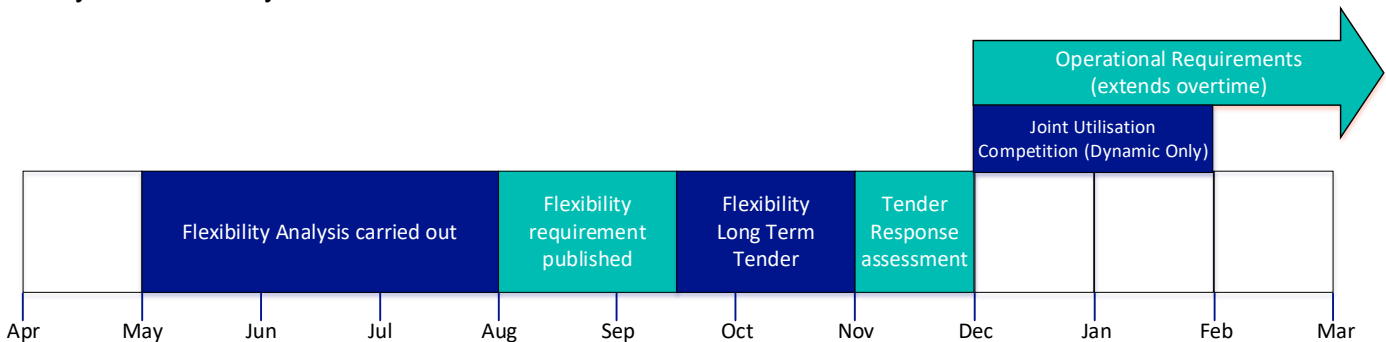 Operational Requirements
(extends overtime)
Joint Utilisation
Competition (Dynamic Only)
Flexibility Analysis carried out
Flexibility
requirement
published
Flexibility
Long Term
Tender
Tender
Response
assessment
Apr May Jun Jul Aug Sep Oct Nov Dec Jan Feb Mar